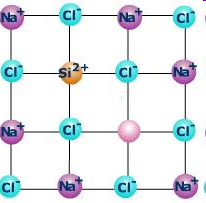 Na⁺ Cl⁻ Na⁺ Cl⁻
Cl⁻ Si²⁺ Cl⁻ Na⁺
Na⁺ Cl⁻ Cl⁻
Cl⁻ Na⁺ Cl⁻ Na⁺